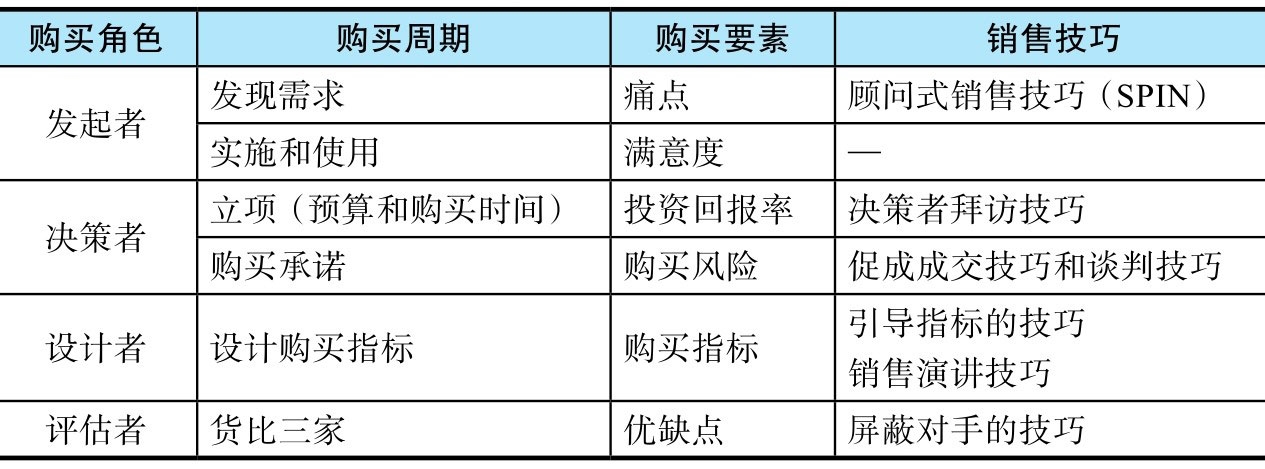 购买角色 购买周期 购买要素 销售技巧
发起者 发现需求 痛点 顾问式销售技巧（SPIN）
实施和使用 满意度 —
决策者 立项（预算和购买时间） 投资回报率 决策者拜访技巧
购买承诺 购买风险 促成成交技巧和谈判技巧
设计者 设计购买指标 购买指标 引导指标的技巧
销售演讲技巧
评估者 货比三家 优缺点 屏蔽对手的技巧